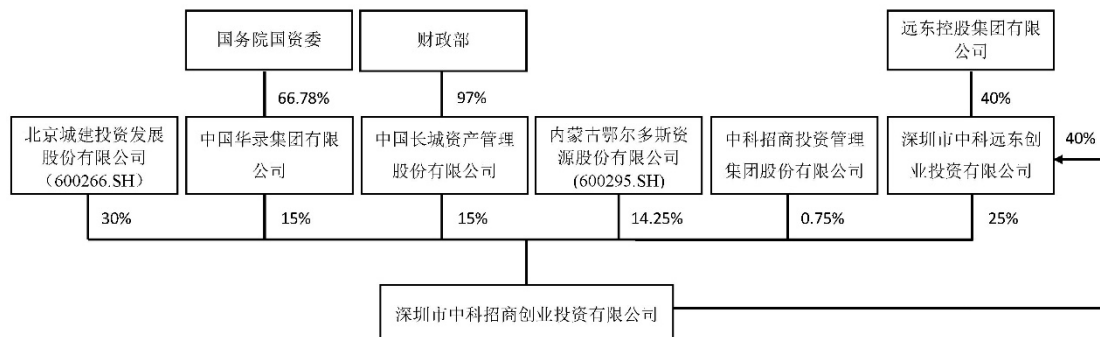 国务院国资委
财政部
远东控股集团有限
公司
66.78%
97%
40%
北京城建投资发展
股份有限公司
（600266.SH）
中国华录集团有限
公司
中国长城资产管理
股份有限公司
内蒙古鄂尔多斯资
源股份有限公司
(600295.SH)
中科招商投资管理
集团股份有限公司
深圳市中科远东创
业投资有限公司
40%
30%
15%
15%
14.25%
0.75%
25%
深圳市中科招商创业投资有限公司